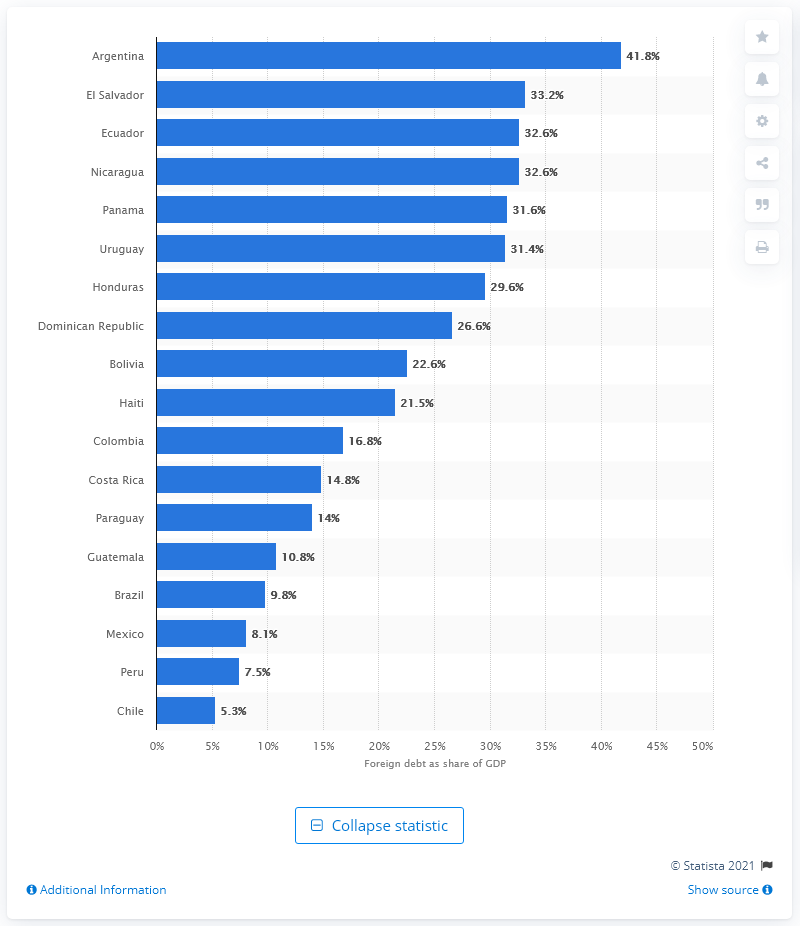 Argentina 41.8%
El Salvador 33.2%
Ecuador 32.6%
Nicaragua 32.6%
Panama 31.6%
Uruguay 31.4%
Honduras 29.6%
Dominican Republic 26.6%
Bolivia 22.6%
Haiti 21.5%
Colombia 16.8%
Costa Rica 14.8%
Paraguay 14%
Guatemala 10.8%
Brazil 9.8%
Mexico 8.1%
Peru 7.5%
Chile 5.3%
0% 5% 10% 15% 20% 25% 30% 35% 40% 45% 50%
Foreign debt as share of GDP
Collapse statistic
© Statista 2021
Additional Information Show source